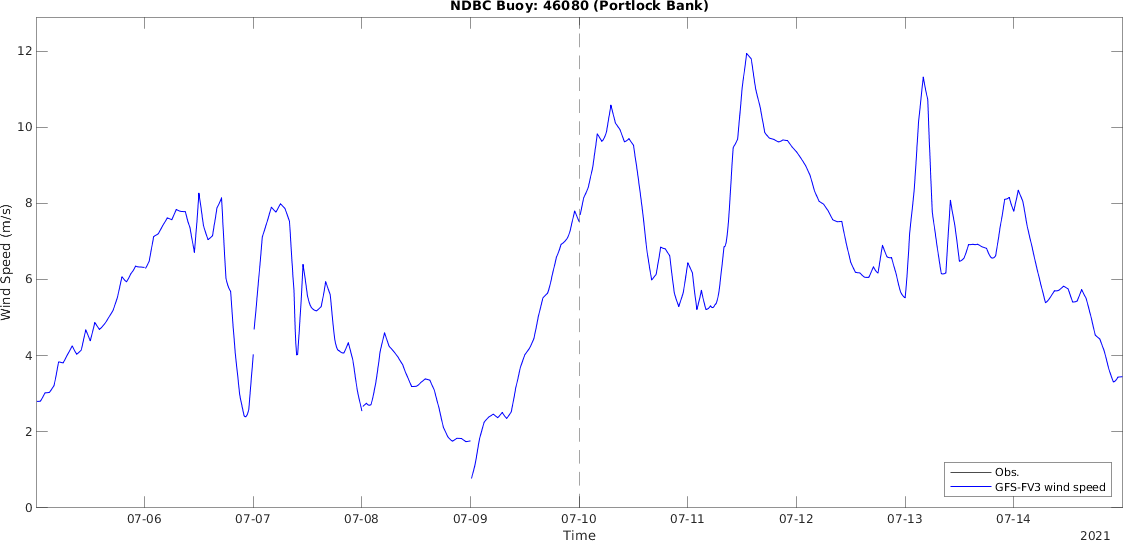 NDBC Buoy: 46080 (Portlock Bank)
Wind Speed (m/s)
12
10
8
6
4
2
0
07-06 07-07 07-08 07-09 07-10 07-11 07-12 07-13 07-14
Time
2021
Obs.
GFS-FV3 wind speed